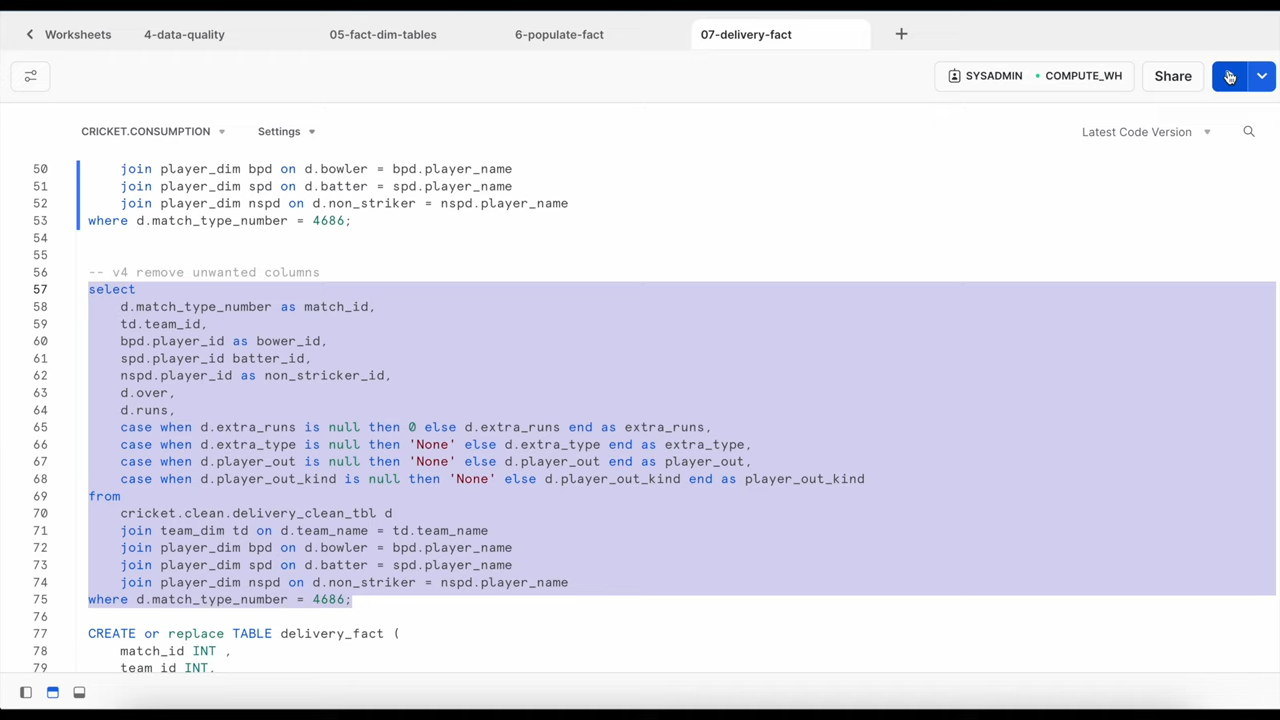 Worksheets 4-data-quality 05-fact-dim-tables 6-populate-fact 07-delivery-fact
SYSADMIN COMPUTE_WH Share
CRICKET.CONSUMPTION Settings Latest Code Version
50 join player_dim bpd on d.bowler = bpd.player_name
51 join player_dim spd on d.batter = spd.player_name
52 join player_dim nspd on d.non_striker = nspd.player_name
53 where d.match_type_number = 4686;
54
55
56 -- v4 remove unwanted columns
57 select
58 d.match_type_number as match_id,
59 td.team_id,
60 bpd.player_id as bower_id,
61 spd.player_id batter_id,
62 nspd.player_id as non_stricker_id,
63 d.over,
64 d.runs,
65 case when d.extra_runs is null then 0 else d.extra_runs end as extra_runs,
66 case when d.extra_type is null then 'None' else d.extra_type end as extra_type,
67 case when d.player_out is null then 'None' else d.player_out end as player_out,
68 case when d.player_out_kind is null then 'None' else d.player_out_kind end as player_out_kind
69 from
70 cricket.clean.delivery_clean_tbl d
71 join team_dim td on d.team_name = td.team_name
72 join player_dim bpd on d.bowler = bpd.player_name
73 join player_dim spd on d.batter = spd.player_name
74 join player_dim nspd on d.non_striker = nspd.player_name
75 where d.match_type_number = 4686;
76
77 CREATE or replace TABLE delivery_fact (
78 match_id INT ,
79 team_id INT,